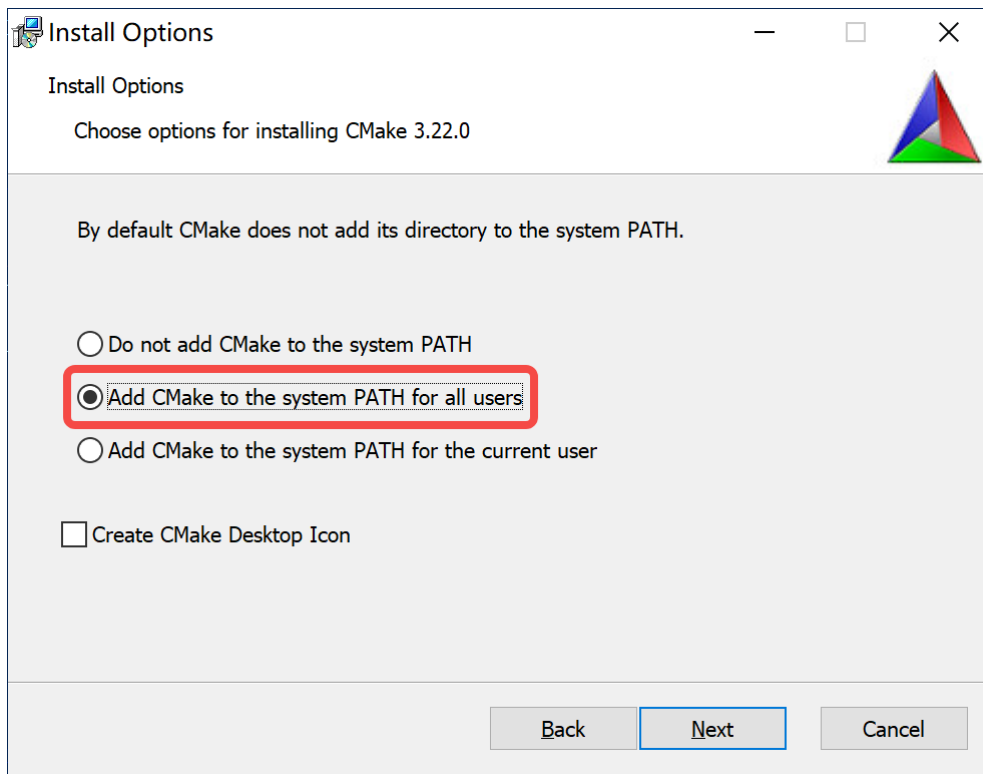 Install Options
Install Options
Choose options for installing CMake 3.22.0
By default CMake does not add its directory to the system PATH.
Do not add CMake to the system PATH
Add CMake to the system PATH for all users
Add CMake to the system PATH for the current user
Create CMake Desktop Icon
Back Next Cancel